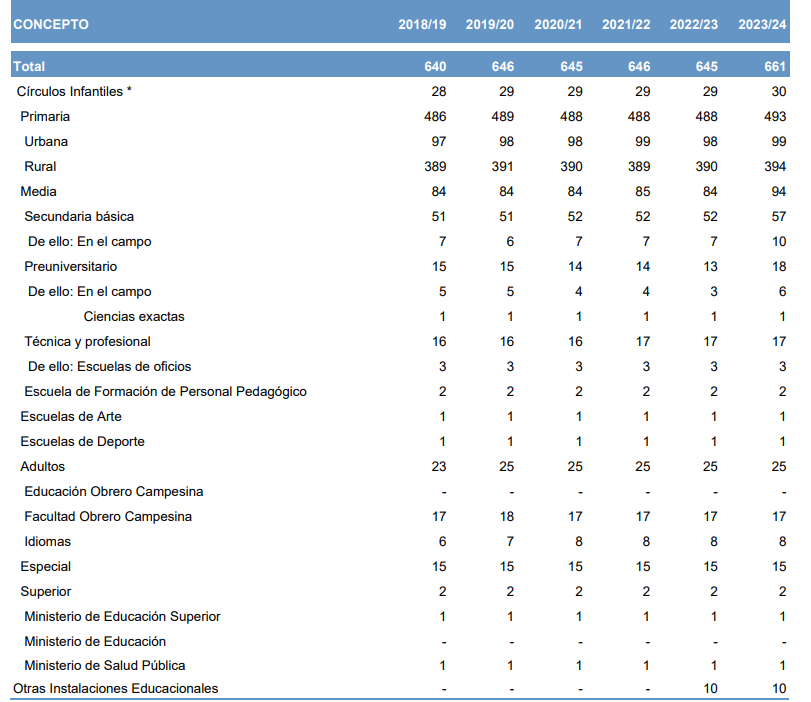 CONCEPTO 2018/19 2019/20 2020/21 2021/22 2022/23 2023/24
Total 640 646 645 646 645 661
Círculos Infantiles * 28 29 29 29 29 30
Primaria 486 489 488 488 488 493
Urbana 97 98 98 99 98 99
Rural 389 391 390 389 390 394
Media 84 84 84 85 84 94
Secundaria básica 51 51 52 52 52 57
De ello: En el campo 7 6 7 7 7 10
Preuniversitario 15 15 14 14 13 18
De ello: En el campo 5 5 4 4 3 6
Ciencias exactas 1 1 1 1 1 1
Técnica y profesional 16 16 16 17 17 17
De ello: Escuelas de oficios 3 3 3 3 3 3
Escuela de Formación de Personal Pedagógico 2 2 2 2 2 2
Escuelas de Arte 1 1 1 1 1 1
Escuelas de Deporte 1 1 1 1 1 1
Adultos 23 25 25 25 25 25
Educación Obrero Campesina - - - - - -
Facultad Obrero Campesina 17 18 17 17 17 17
Idiomas 6 7 8 8 8 8
Especial 15 15 15 15 15 15
Superior 2 2 2 2 2 2
Ministerio de Educación Superior 1 1 1 1 1 1
Ministerio de Educación - - - - - -
Ministerio de Salud Pública 1 1 1 1 1 1
Otras Instalaciones Educacionales - - - - 10 10